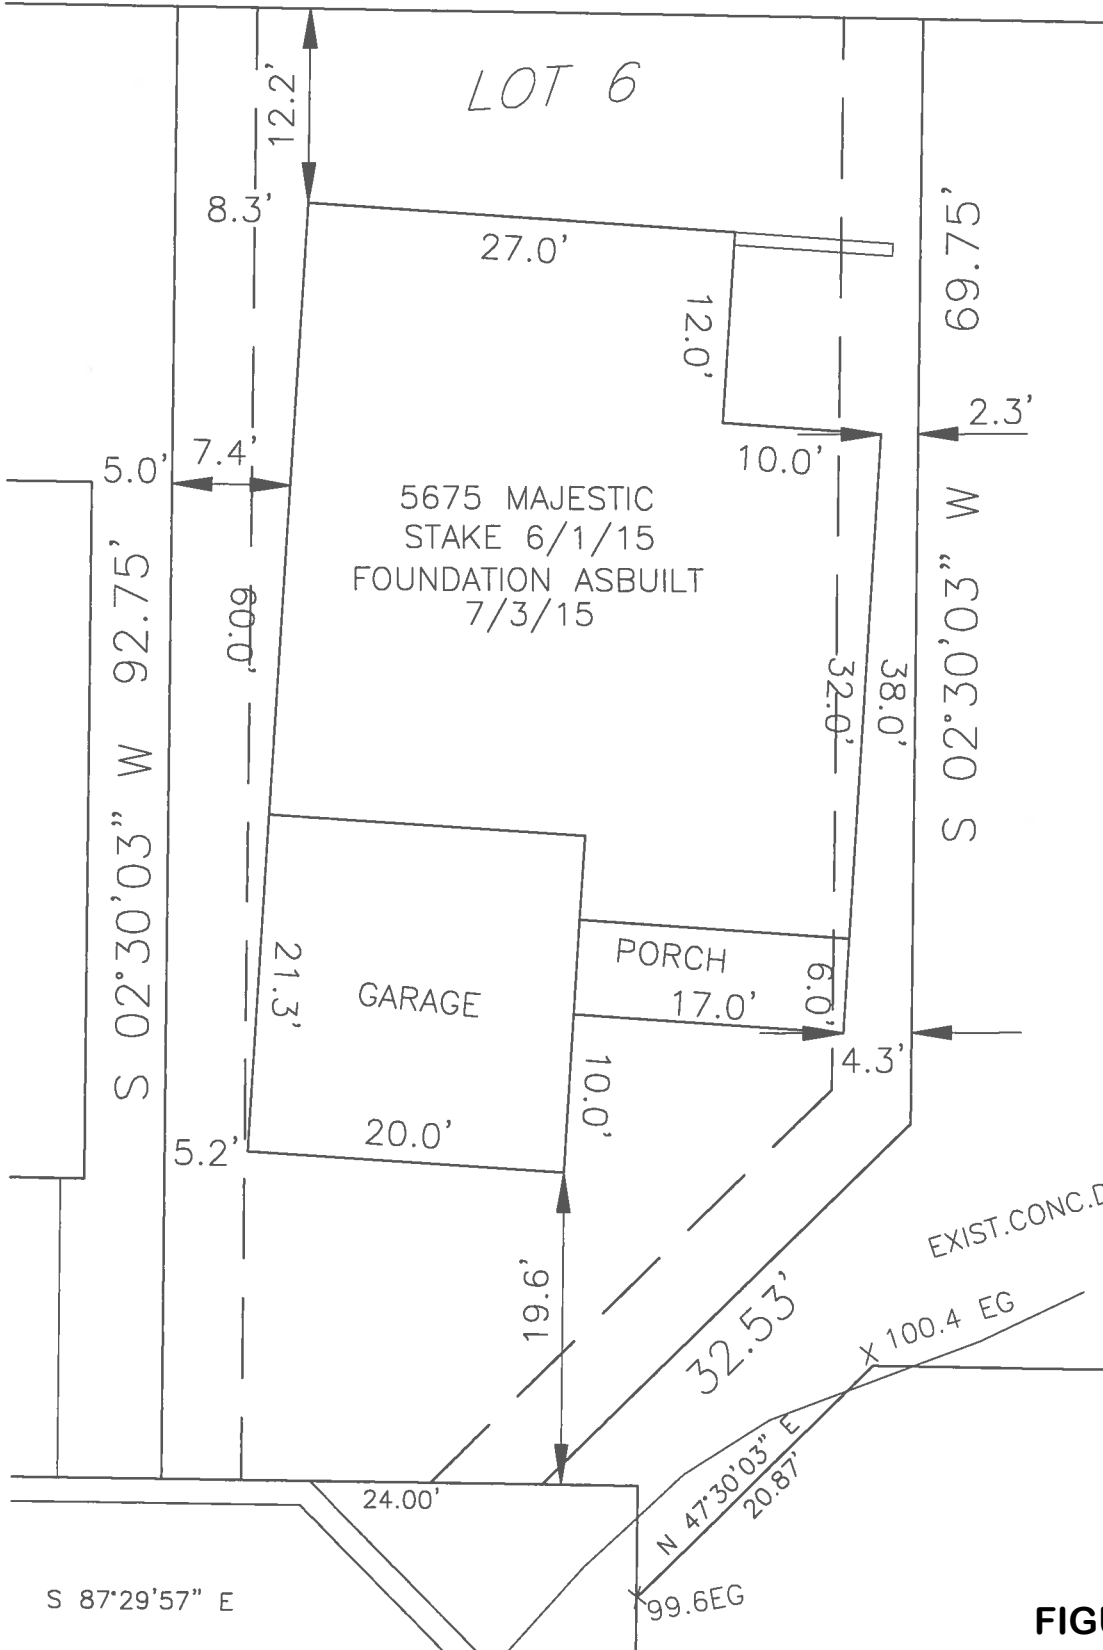 LOT 6
12.2'
8.3'
27.0'
12.0'
69.75'
2.3'
10.0'
7.4'
5.0'
5675 MAJESTIC
STAKE 6/1/15
FOUNDATION ASBUILT
7/3/15
S 02°30'03" W 92.75'
60.0'
32.0'
38.0'
S 02°30'03" W
PORCH
6.0'
17.0'
GARAGE
21.3'
4.3'
10.0'
20.0'
5.2'
19.6'
32.53'
EXIST.CONC.D
100.4 EG
24.00'
N 47°30'03" E
20.87'
S 87°29'57" E
99.6EG
FIGU